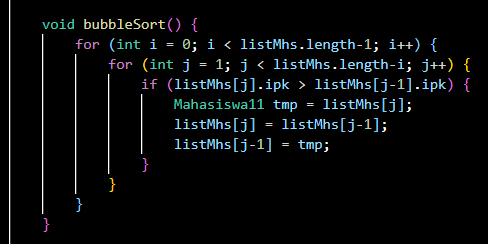 void bubbleSort() {
for (int i = 0; i < listMhs.length-1; i++) {
for (int j = 1; j < listMhs.length-i; j++) {
if (listMhs[j].ipk > listMhs[j-1].ipk) {
Mahasiswa11 tmp = listMhs[j];
listMhs[j] = listMhs[j-1];
listMhs[j-1] = tmp;
}
}
}
}